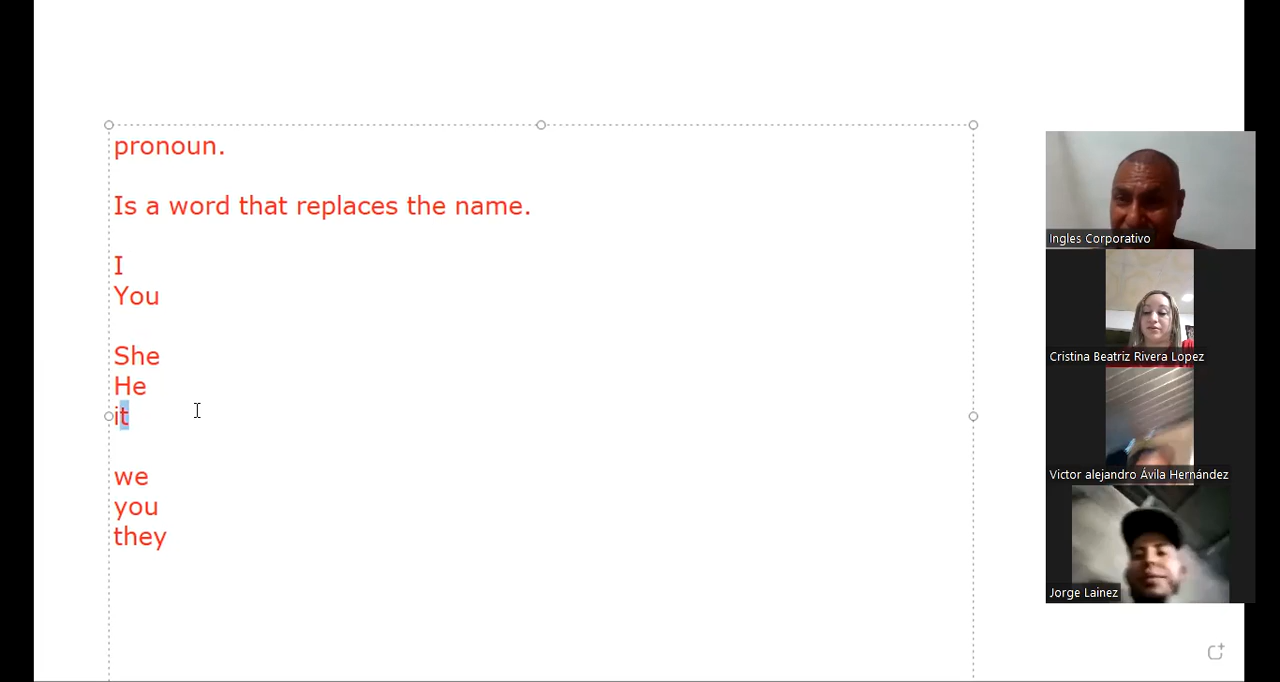 pronoun.
Is a word that replaces the name.
I
You
She
He
it
we
you
they
Ingles Corporativo
Cristina Beatriz Rivera Lopez
Victor alejandro Ávila Hernández
Jorge Lainez